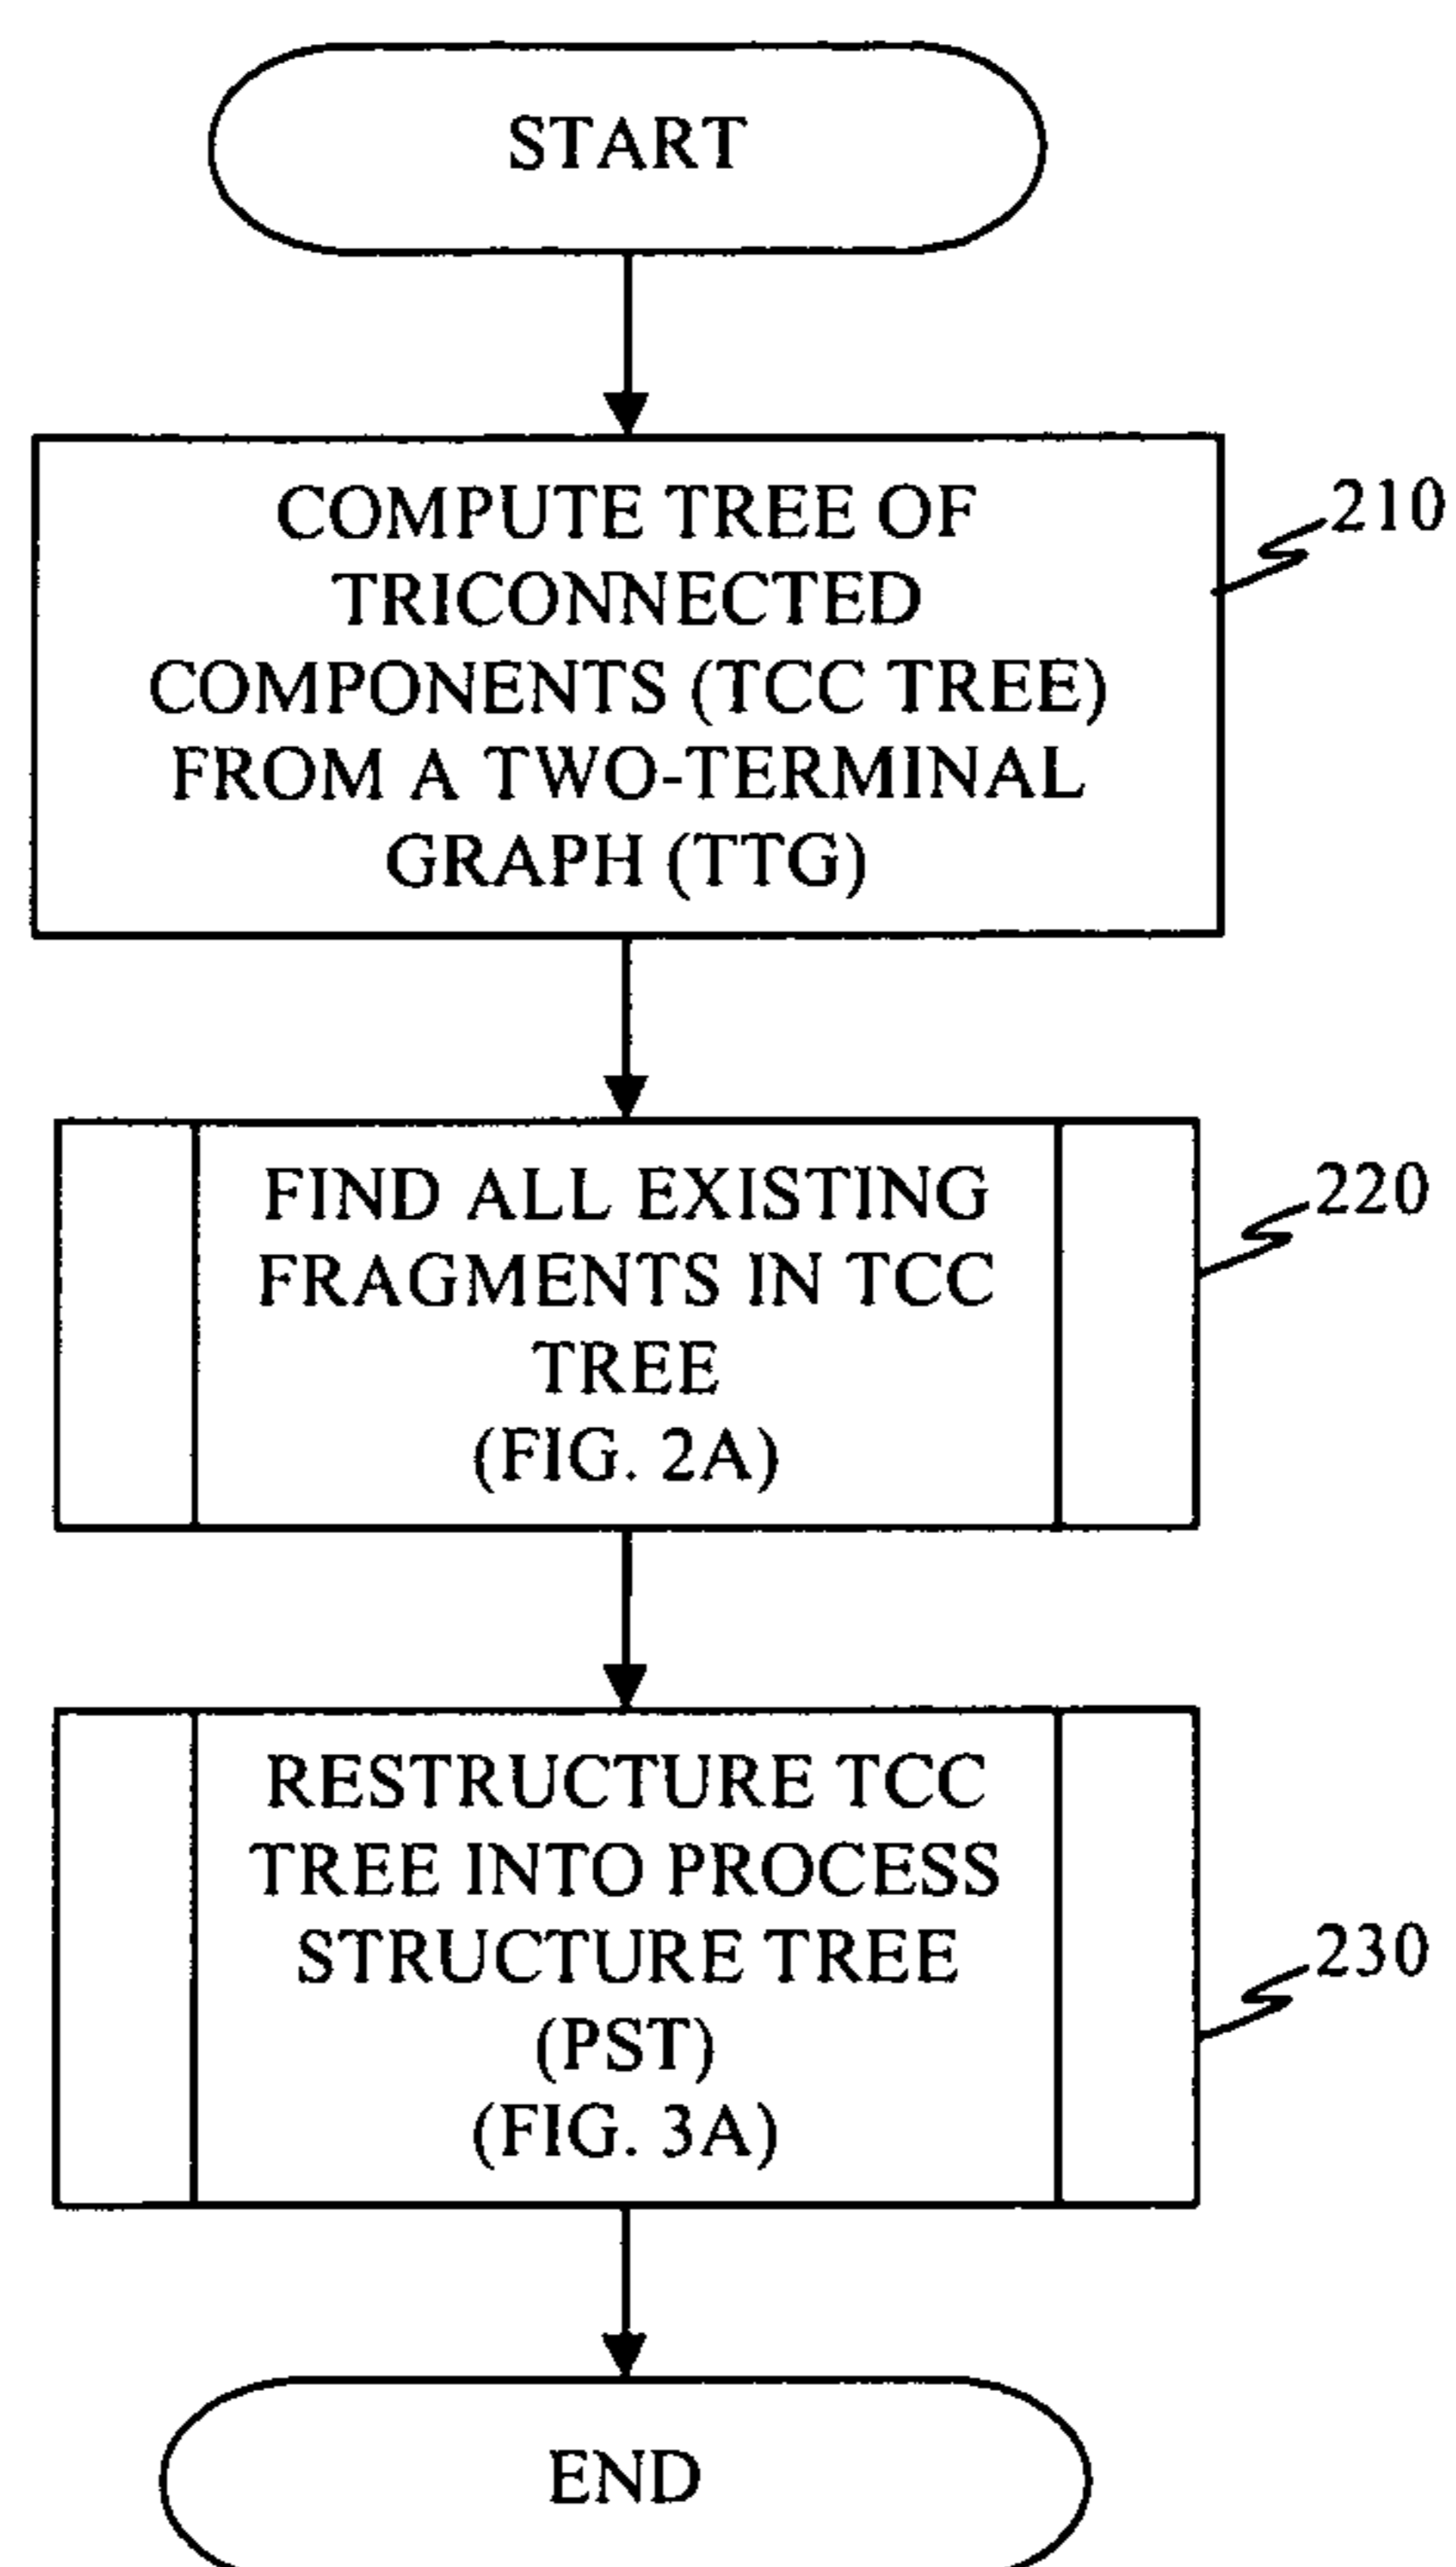 START
COMPUTE TREE OF
TRICONNECTED
COMPONENTS (TCC TREE)
FROM A TWO-TERMINAL
GRAPH (TTG)
210
FIND ALL EXISTING
FRAGMENTS IN TCC
TREE
(FIG. 2A)
220
RESTRUCTURE TCC
TREE INTO PROCESS
STRUCTURE TREE
(PST)
(FIG. 3A)
230
END